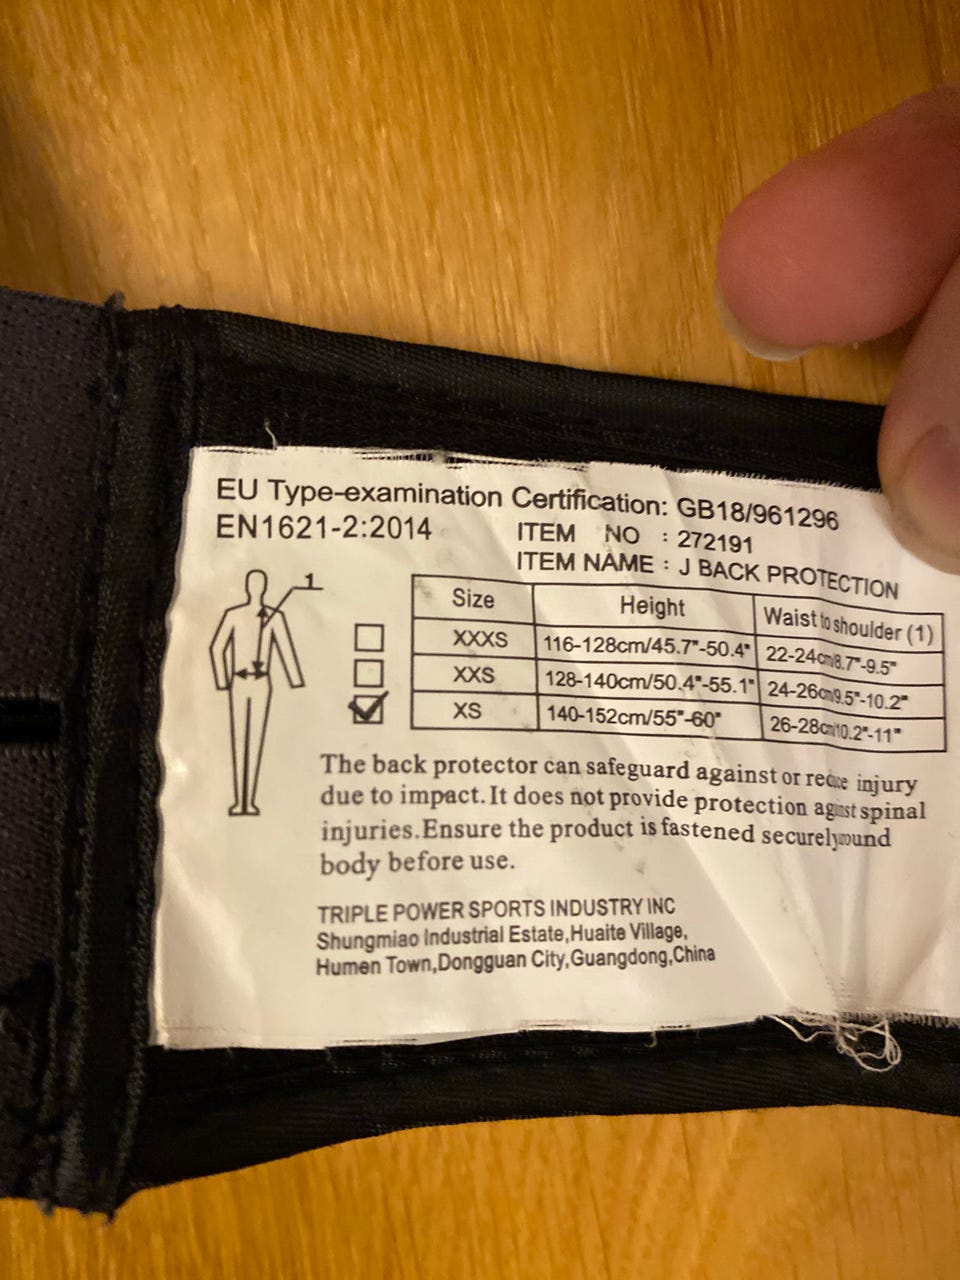 EU Type-examination Certification: GB18/961296
EN1621-2:2014
ITEM NO : 272191
ITEM NAME : J BACK PROTECTION
1
Size Height Waist to shoulder (1)
XXXS 116-128cm/45.7"-50.4" 22-24cm/8.7"-9.5"
XXS 128-140cm/50.4"-55.1" 24-26cm/9.5"-10.2"
XS 140-152cm/55"-60" 26-28cm/10.2"-11"
The back protector can safeguard against or reduce injury
due to impact. It does not provide protection against spinal
injuries. Ensure the product is fastened securely
body before use.
TRIPLE POWER SPORTS INDUSTRY INC
Shungmiao Industrial Estate,Huaite Village,
Humen Town,Dongguan City,Guangdong,China